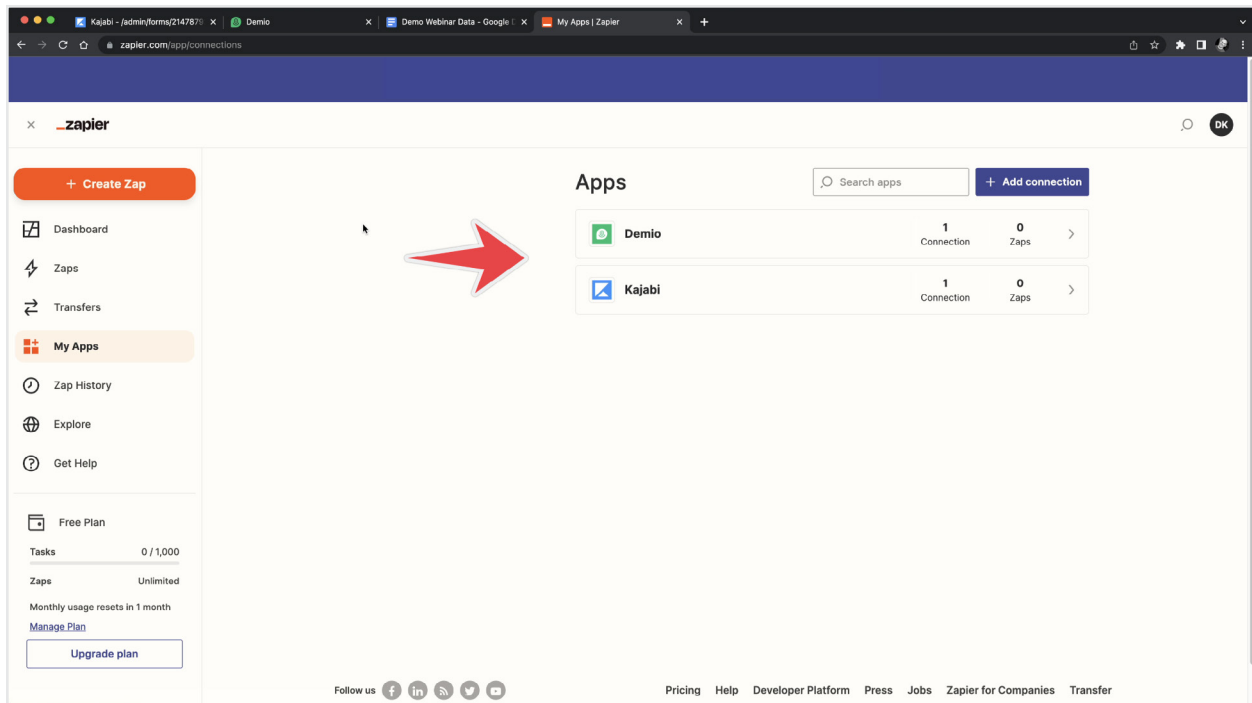 Kajabi - /admin/forms/2147879
Demio
Demo Webinar Data - Google D
My Apps | Zapier
zapier.com/app/connections
_zapier
DK
+ Create Zap
Dashboard
Zaps
Transfers
My Apps
Zap History
Explore
Get Help
Free Plan
Tasks 0 / 1,000
Zaps Unlimited
Monthly usage resets in 1 month
Manage Plan
Upgrade plan
Apps
Search apps
+ Add connection
Demio
1 0
Connection Zaps
Kajabi
1 0
Connection Zaps
Follow us
Pricing Help Developer Platform Press Jobs Zapier for Companies Transfer